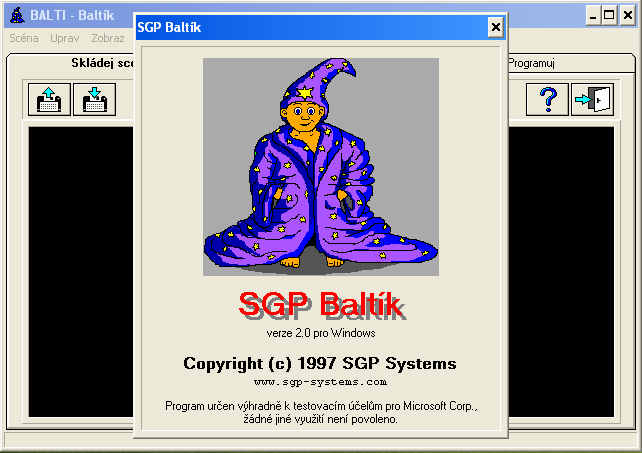 BALTI - Baltík
SGP Baltík
Scéna Uprav Zobraz
Skládej scé
Programuj
SGP Baltík
verze 2.0 pro Windows
Copyright (c) 1997 SGP Systems
www.sgp-systems.com
Program určen výhradně k testovacím účelům pro Microsoft Corp.,
žádné jiné využití není povoleno.